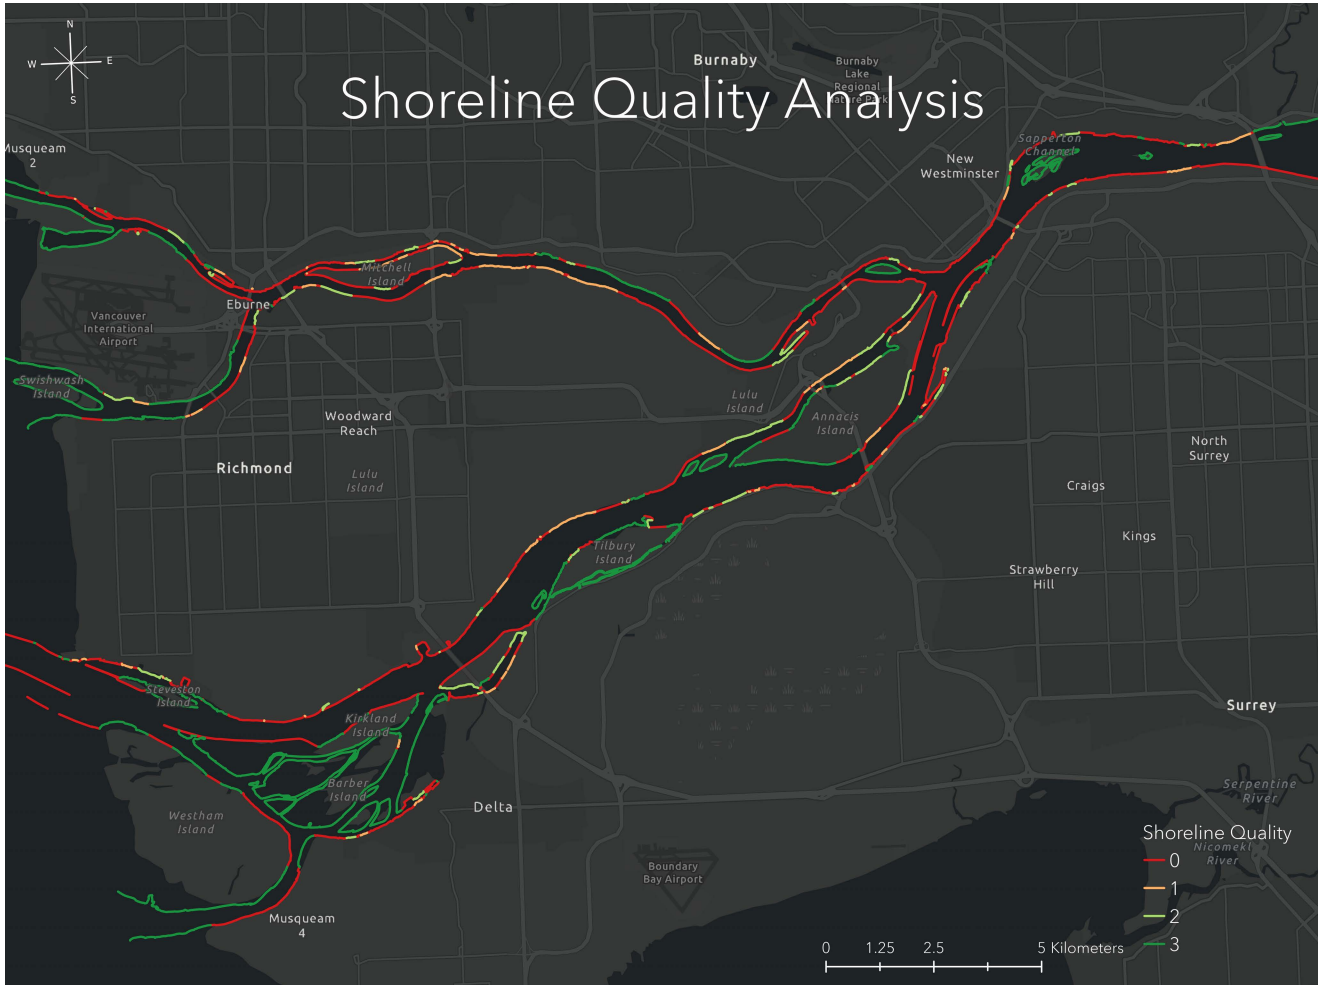 N
W E
S
Burnaby
Burnaby
Lake
Regional
Nature Park
Shoreline Quality Analysis
Musqueam
2
Sapperton
Channel
New
Westminster
Mitchell
Island
Eburne
Vancouver
International
Airport
Swishwash
Island
Lulu
Island
Annacis
Island
Woodward
Reach
Richmond
Lulu
Island
North
Surrey
Craigs
Kings
Tilbury
Island
Strawberry
Hill
Steveston
Island
Kirkland
Island
Surrey
Barber
Island
Westham
Island
Delta
Serpentine
River
Boundary
Bay Airport
Musqueam
4
Shoreline Quality
Nicomekl
River
0
1
2
3
0 1.25 2.5 5 Kilometers